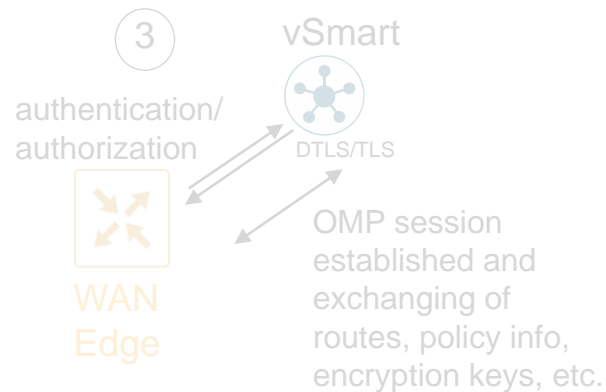 3
vSmart
authentication/
authorization
DTLS/TLS
WAN
Edge
OMP session
established and
exchanging of
routes, policy info,
encryption keys, etc.